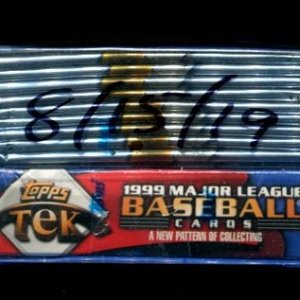 8/15/19
Topps
TEK
1999 MAJOR LEAGUE
BASEBALL
CARDS
A NEW PATTERN OF COLLECTING